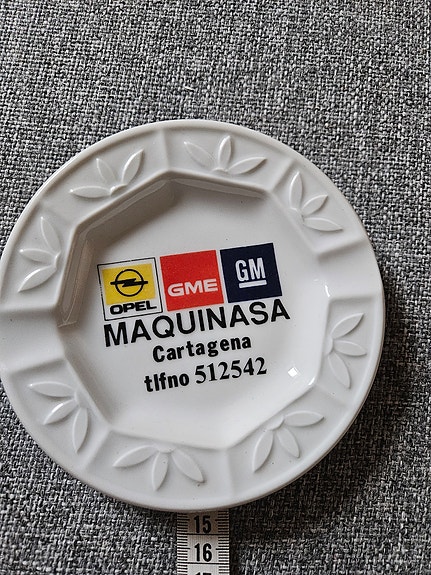 OPEL GME GM
MAQUINASA
Cartagena
tlfno 512542
15
16